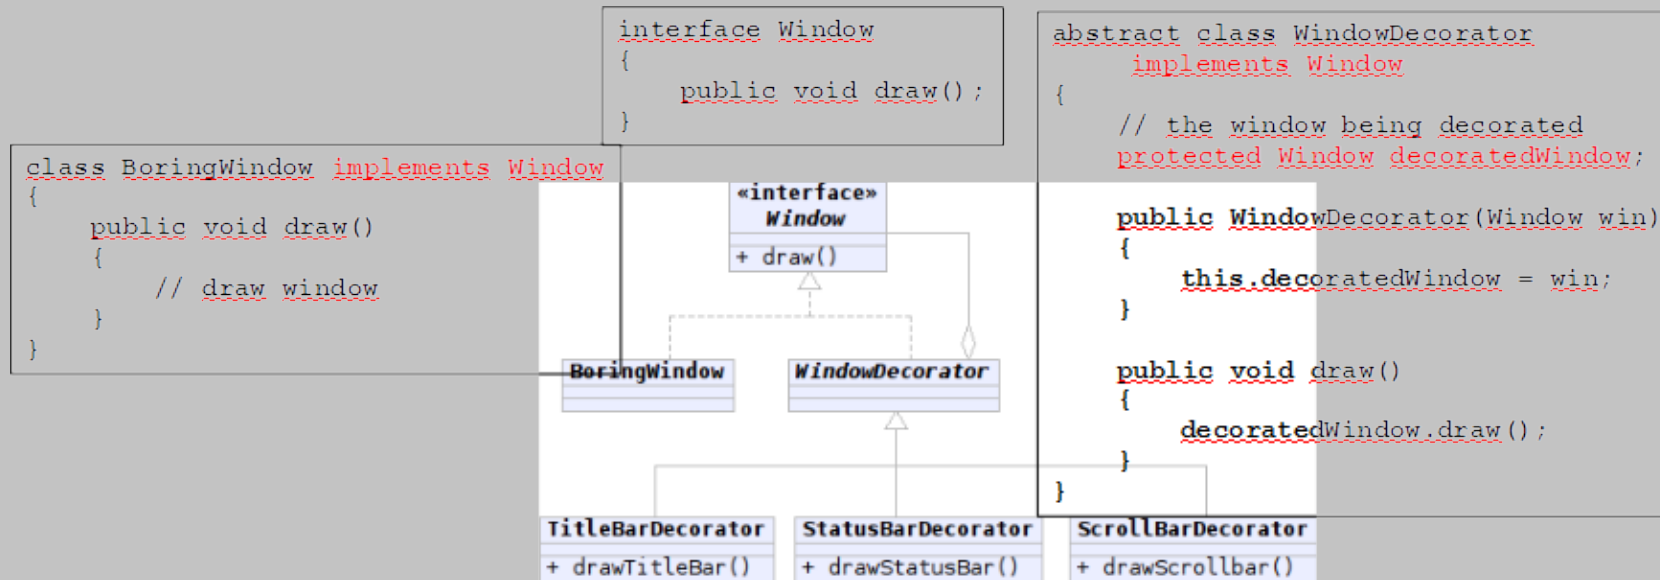 interface Window
{
public void draw();
}
class BoringWindow implements Window
{
public void draw()
{
// draw window
}
}
abstract class WindowDecorator
implements Window
{
// the window being decorated
protected Window decoratedWindow;
public WindowDecorator(Window win)
{
this.decoratedWindow = win;
}
public void draw()
{
decoratedWindow.draw();
}
}
«interface»
Window
+ draw()
BoringWindow
WindowDecorator
TitleBarDecorator
+ drawTitleBar()
StatusBarDecorator
+ drawStatusBar()
ScrollBarDecorator
+ drawScrollbar()